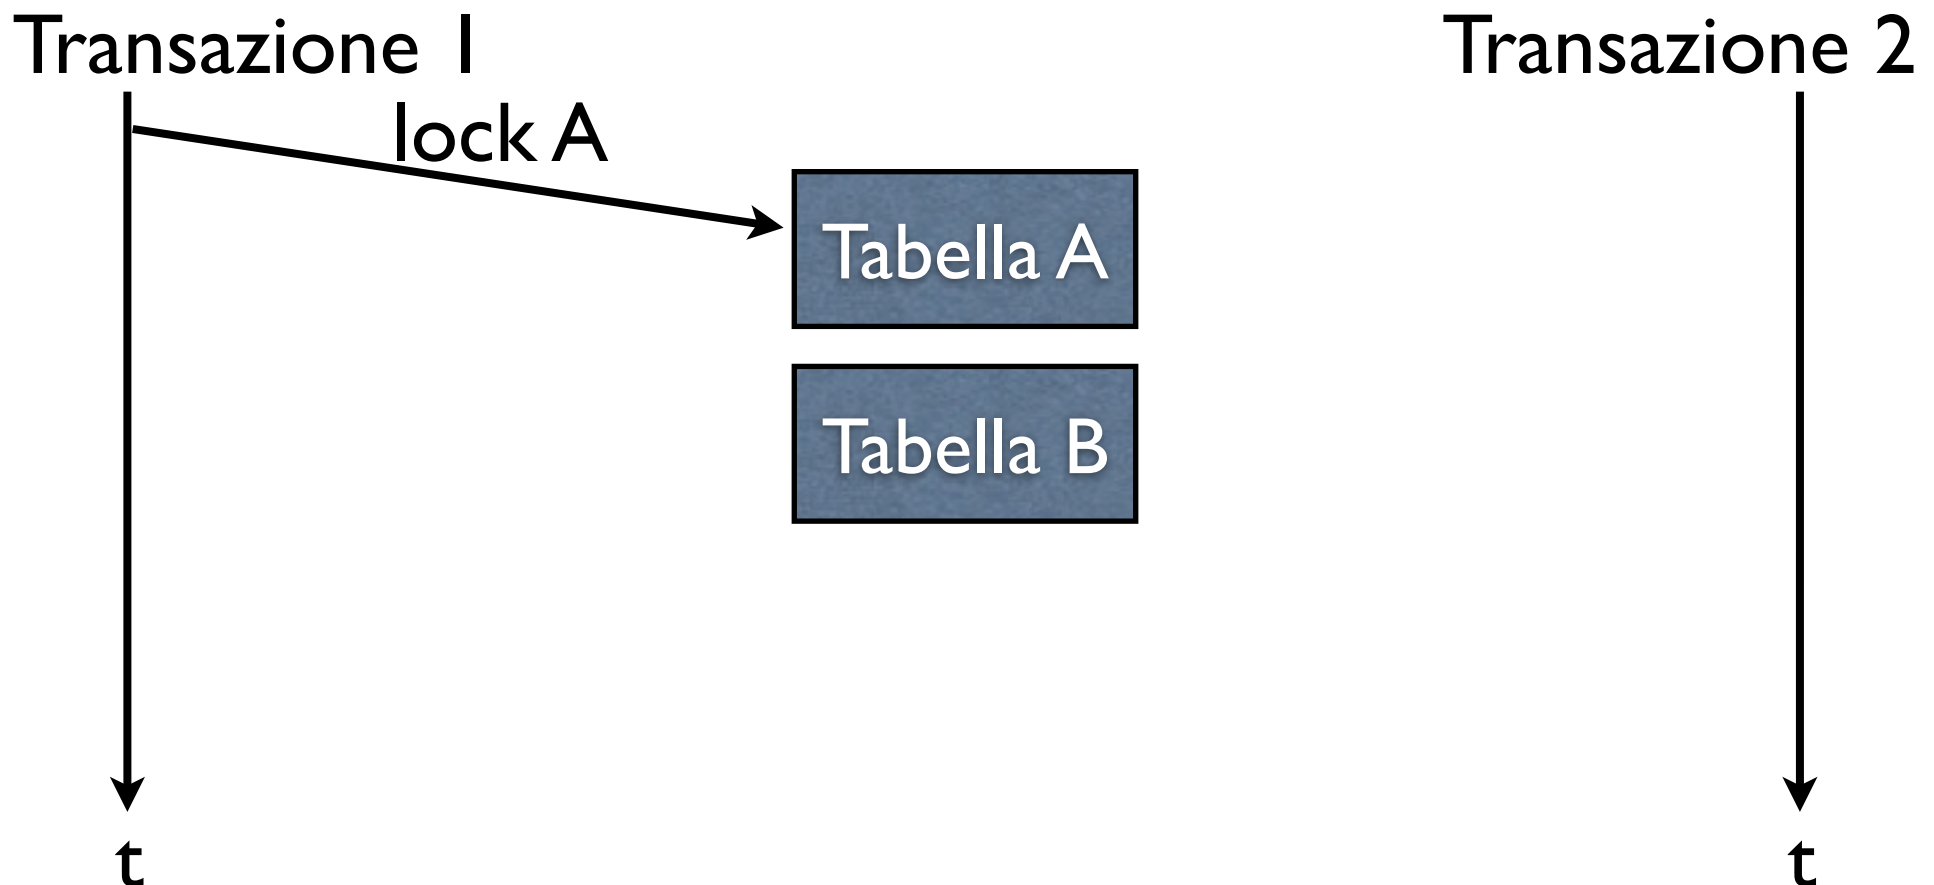 Transazione 1
Transazione 2
lock A
Tabella A
Tabella B
t
t